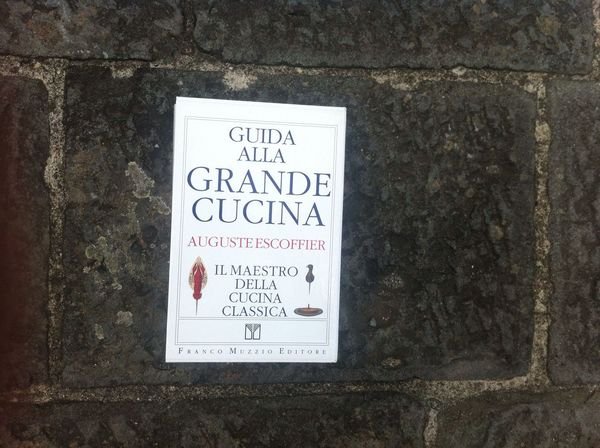 GUIDA
ALLA
GRANDE
CUCINA
AUGUSTE ESCOFFIER
IL MAESTRO
DELLA
CUCINA
CLASSICA
FRANCO MUZZIO EDITORE